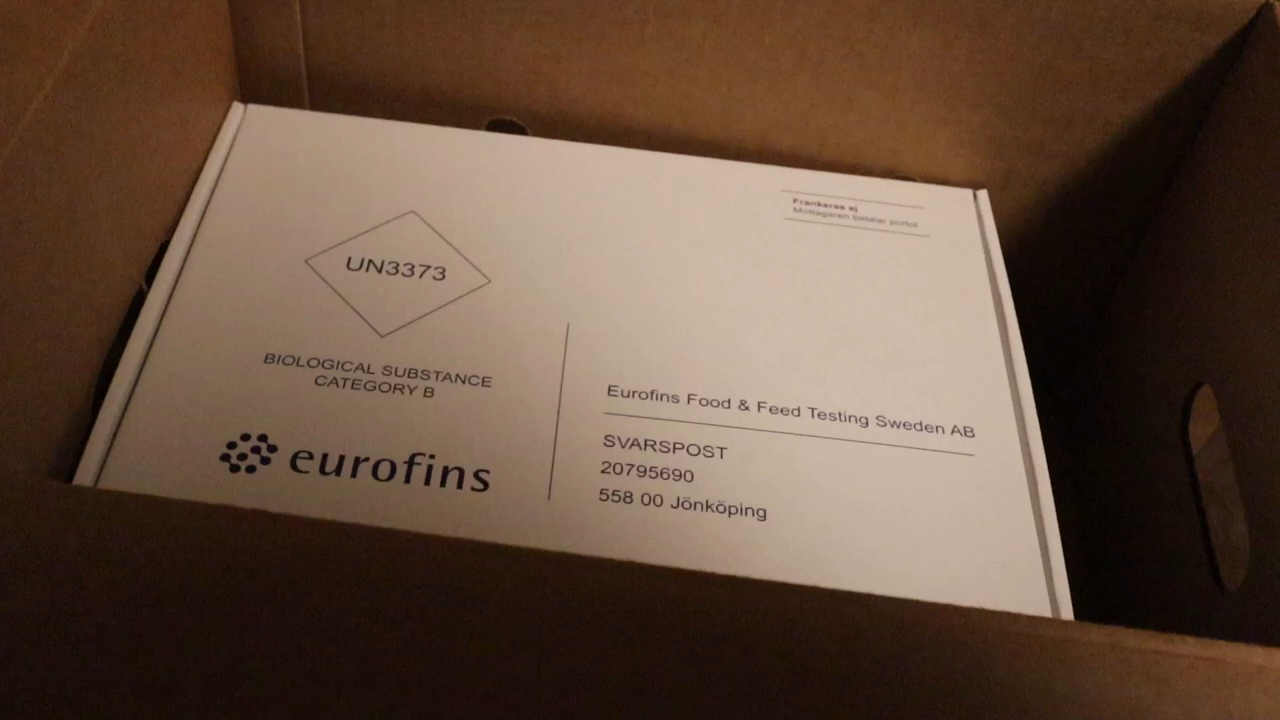 Frankeras ej
Mottagaren betalar portot
UN3373
BIOLOGICAL SUBSTANCE
CATEGORY B
eurofins
Eurofins Food & Feed Testing Sweden AB
SVARSPOST
20795690
558 00 Jönköping